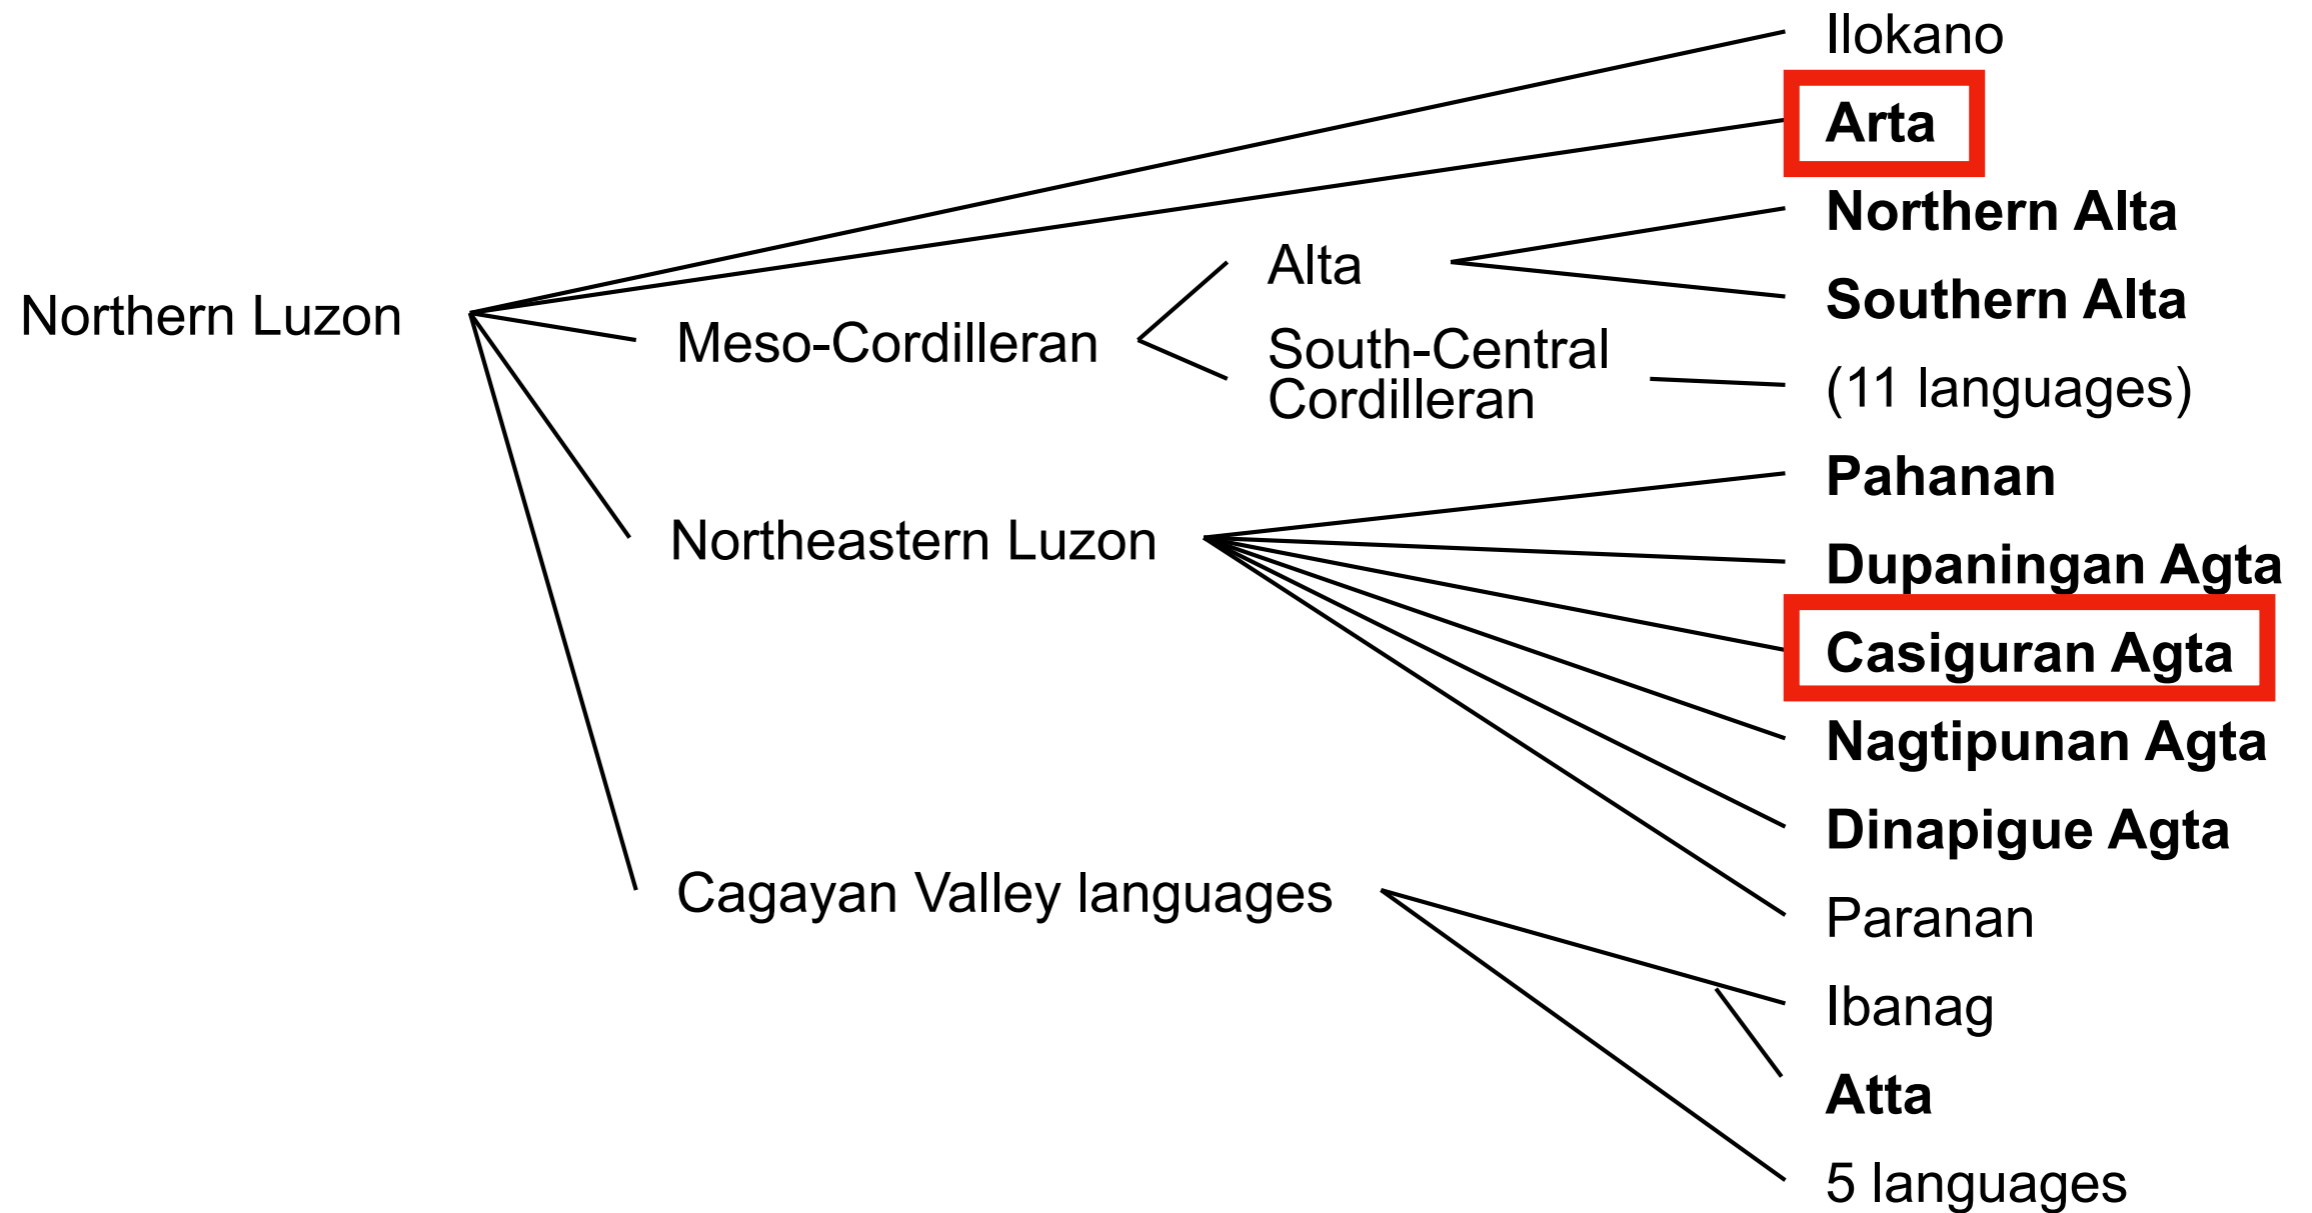 Ilokano
Arta
Northern Alta
Alta
Southern Alta
Northern Luzon
Meso-Cordilleran
South-Central
Cordilleran
(11 languages)
Pahanan
Northeastern Luzon
Dupaningan Agta
Casiguran Agta
Nagtipunan Agta
Dinapigue Agta
Cagayan Valley languages
Paranan
Ibanag
Atta
5 languages